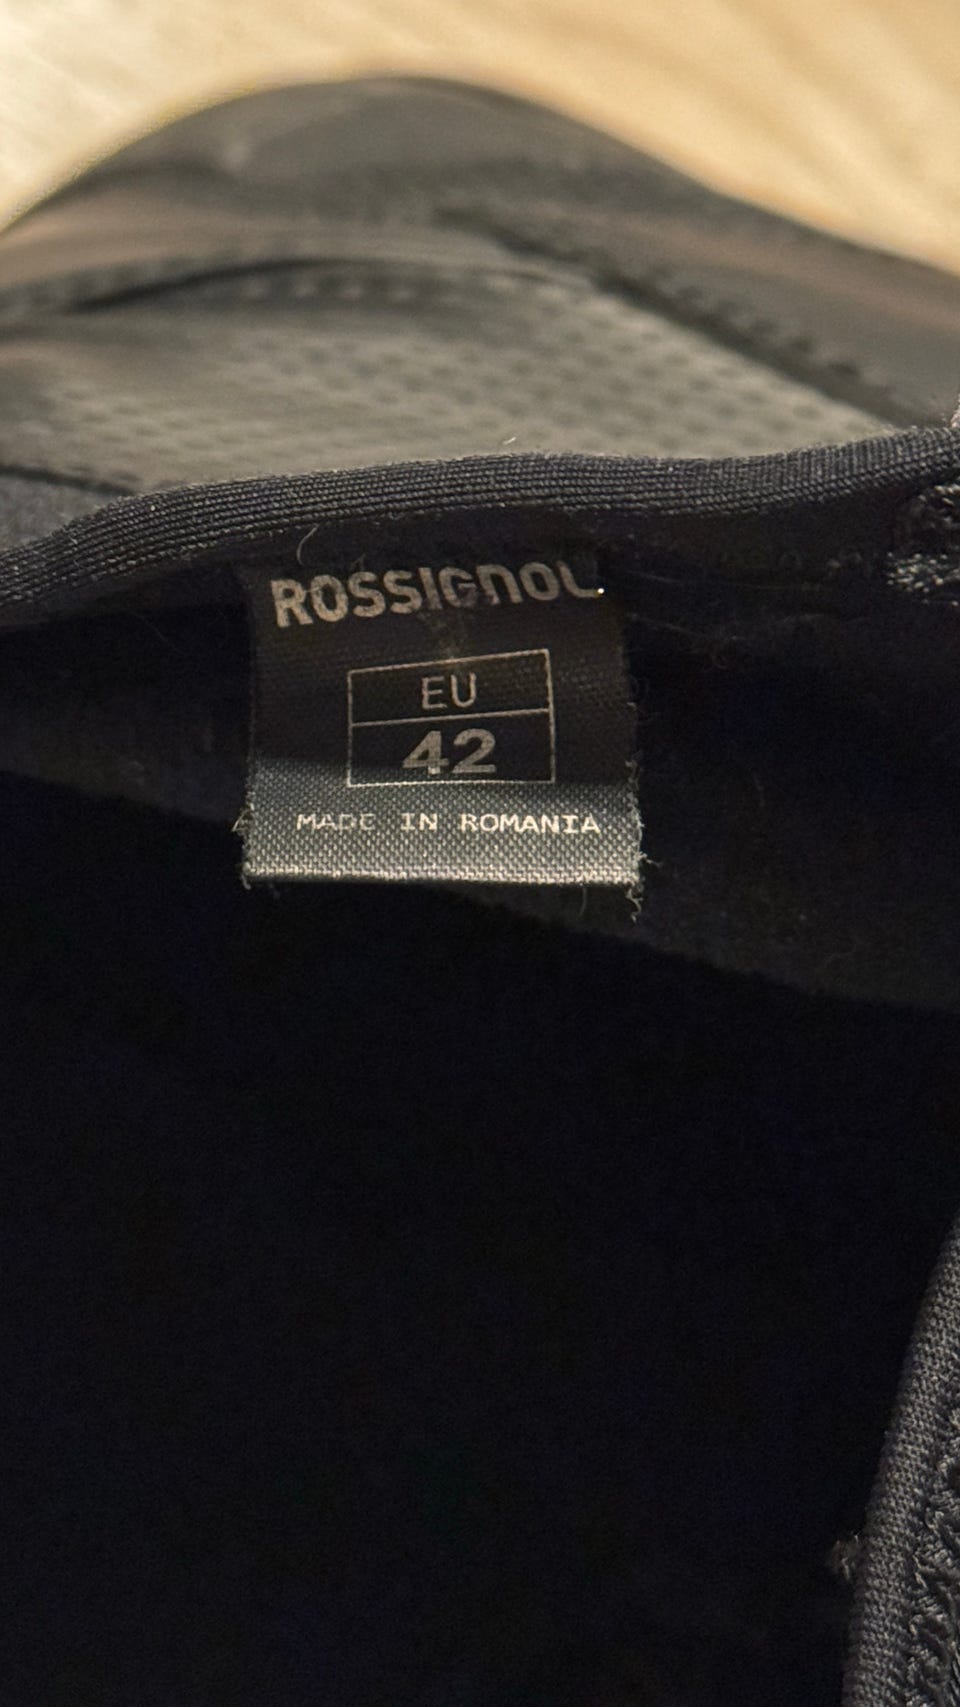 ROSSIGNOL
EU
42
MADE IN ROMANIA